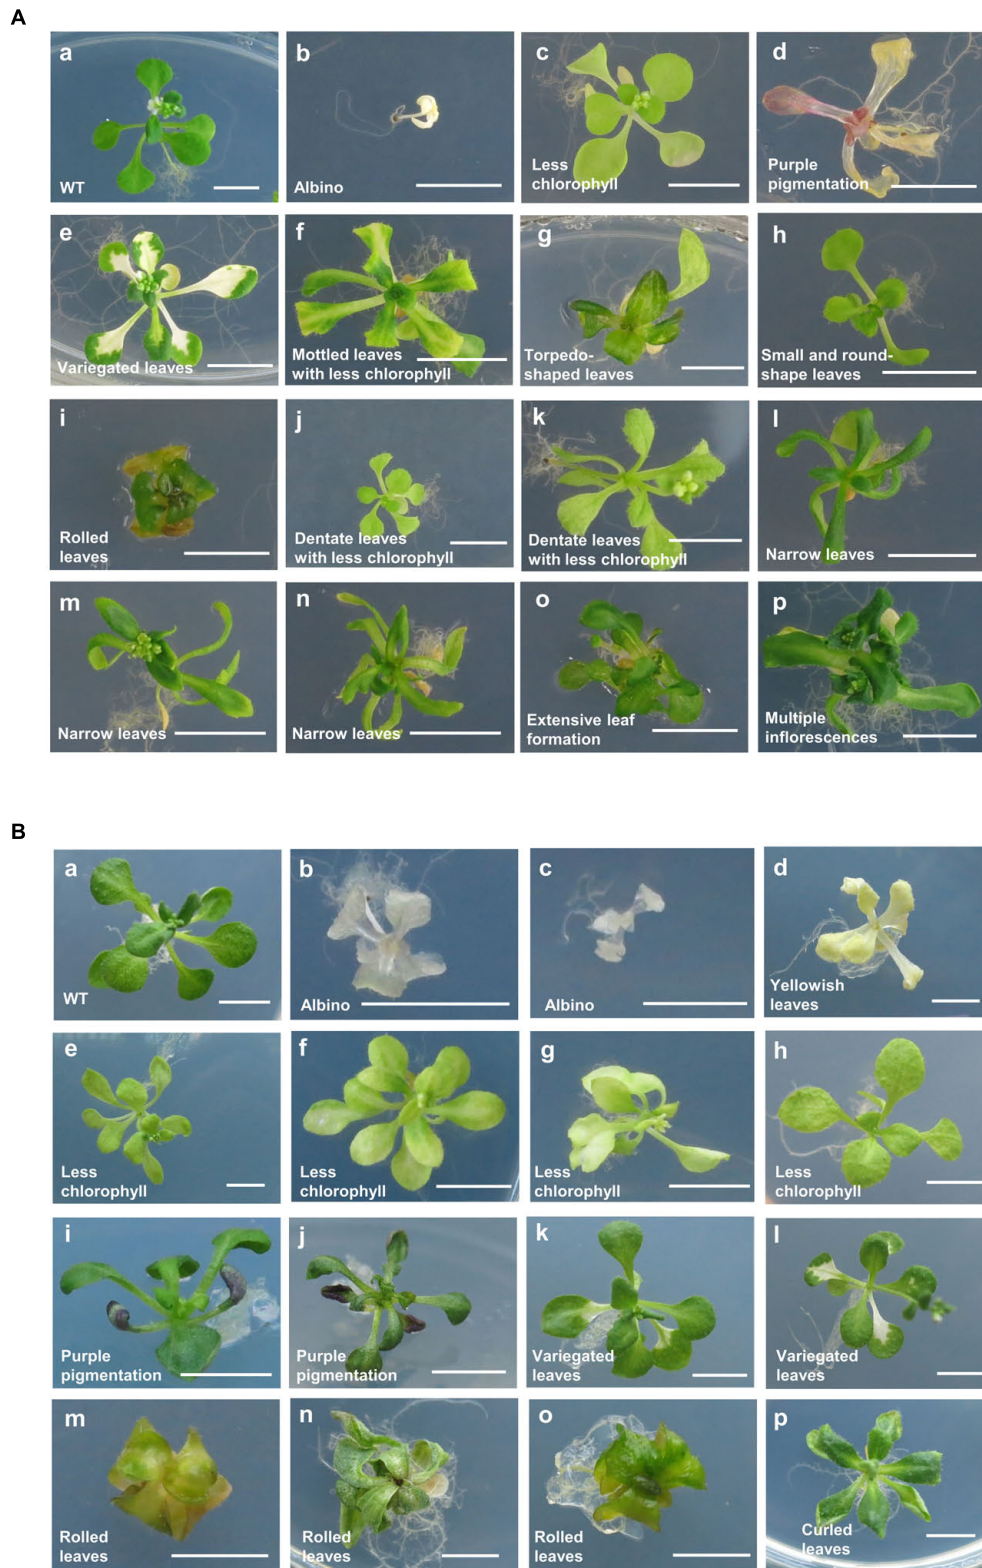 A
a
WT
b
Albino
c
Less
chlorophyll
d
Purple
pigmentation
e
Variegated leaves
f
Mottled leaves
with less chlorophyll
g
Torpedo-
shaped leaves
h
Small and round-
shape leaves
i
Rolled
leaves
j
Dentate leaves
with less chlorophyll
k
Dentate leaves
with less chlorophyll
l
Narrow leaves
m
Narrow leaves
n
Narrow leaves
o
Extensive leaf
formation
p
Multiple
inflorescences
B
a
WT
b
Albino
c
Albino
d
Yellowish
leaves
e
Less
chlorophyll
f
Less
chlorophyll
g
Less
chlorophyll
h
Less
chlorophyll
i
Purple
pigmentation
j
Purple
pigmentation
k
Variegated
leaves
l
Variegated
leaves
m
Rolled
leaves
n
Rolled
leaves
o
Rolled
leaves
p
Curled
leaves